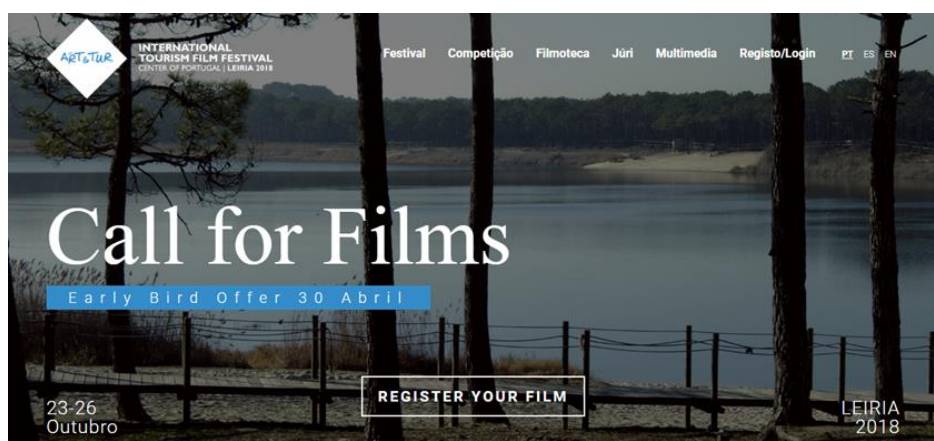 ART&TUR
INTERNATIONAL
TOURISM FILM FESTIVAL
CENTER OF PORTUGAL | LEIRIA 2018
Festival Competição Filmoteca Júri Multimedia Registo/Login PT ES EN
Call for Films
Early Bird Offer 30 Abril
REGISTER YOUR FILM
23-26
Outubro
LEIRIA
2018